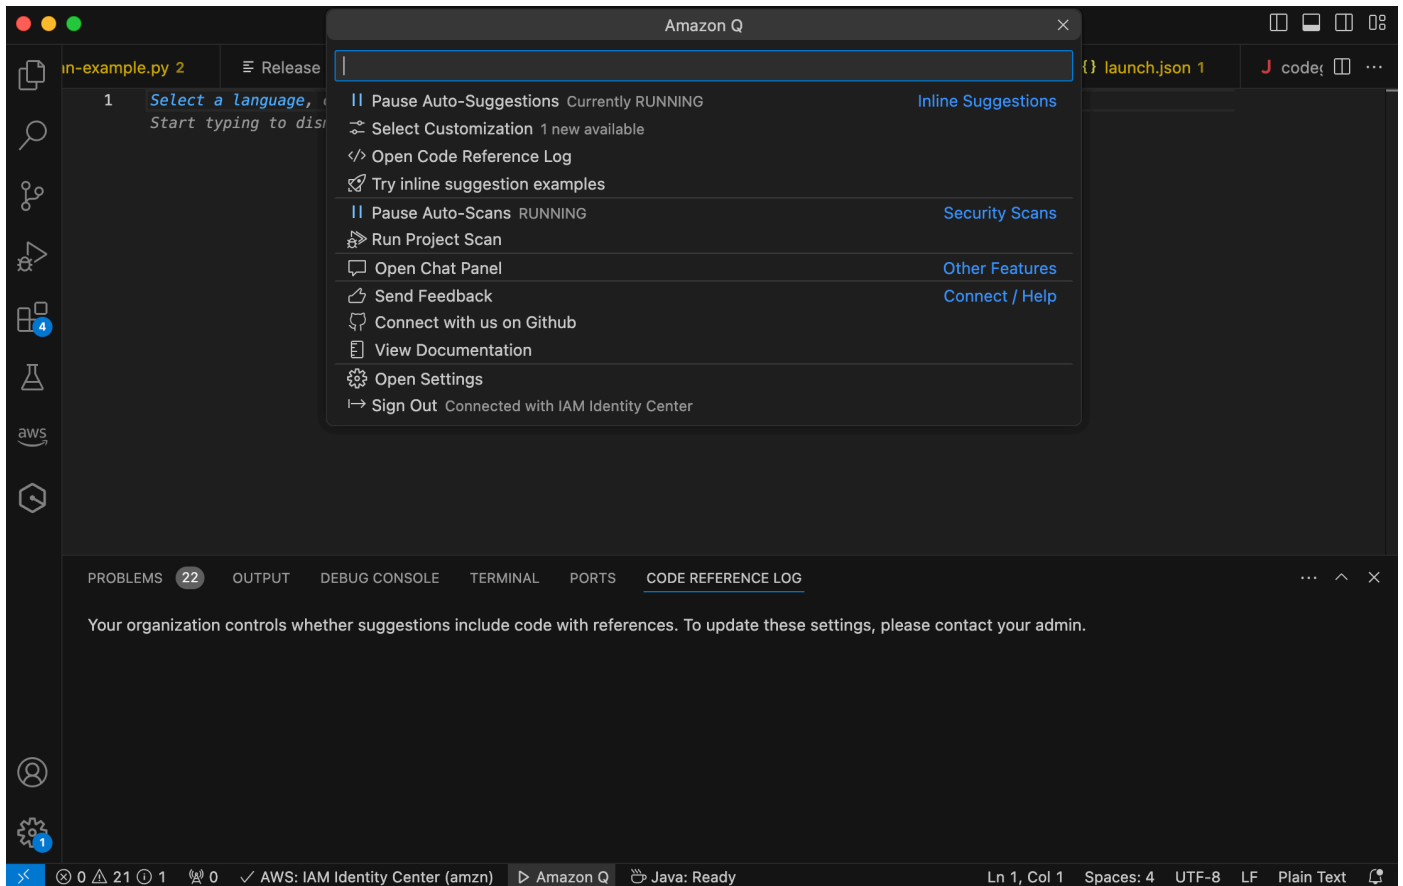 Amazon Q
nn-example.py 2
Release
{} launch.json 1
J codeg
1 Select a language,
Start typing to
Pause Auto-Suggestions Currently RUNNING Inline Suggestions
Select Customization 1 new available
Open Code Reference Log
Try inline suggestion examples
Pause Auto-Scans RUNNING Security Scans
Run Project Scan
Open Chat Panel Other Features
Send Feedback Connect / Help
Connect with us on Github
View Documentation
Open Settings
Sign Out Connected with IAM Identity Center
4
aws
PROBLEMS 22 OUTPUT DEBUG CONSOLE TERMINAL PORTS CODE REFERENCE LOG
Your organization controls whether suggestions include code with references. To update these settings, please contact your admin.
1
0 21 1 0 AWS: IAM Identity Center (amzn) Amazon Q Java: Ready Ln 1, Col 1 Spaces: 4 UTF-8 LF Plain Text